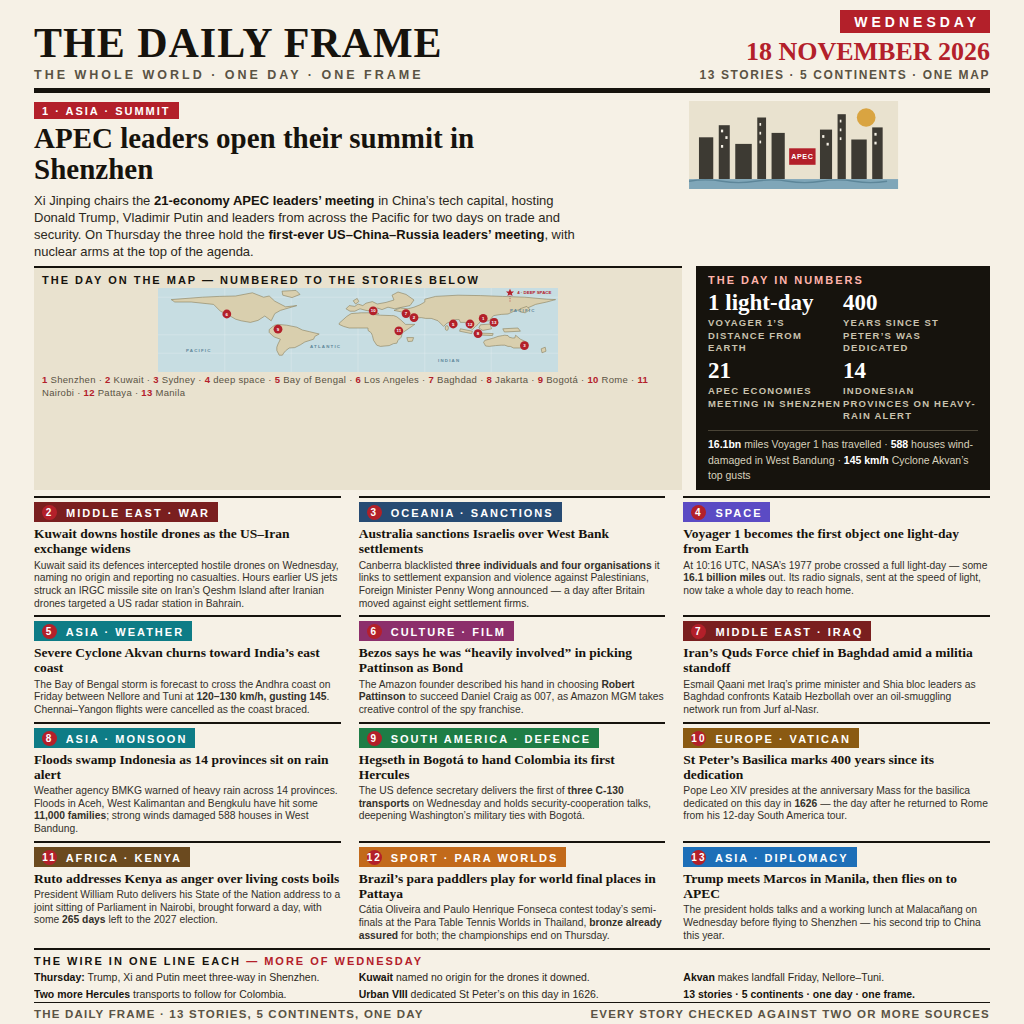 THE DAILY FRAME
THE WHOLE WORLD · ONE DAY · ONE FRAME
WEDNESDAY
18 NOVEMBER 2026
13 STORIES · 5 CONTINENTS · ONE MAP
1 · ASIA · SUMMIT
APEC leaders open their summit in
Shenzhen
Xi Jinping chairs the 21-economy APEC leaders’ meeting in China’s tech capital, hosting
Donald Trump, Vladimir Putin and leaders from across the Pacific for two days on trade and
security. On Thursday the three hold the first-ever US–China–Russia leaders’ meeting, with
nuclear arms at the top of the agenda.
APEC
THE DAY ON THE MAP — NUMBERED TO THE STORIES BELOW
4 · DEEP SPACE
PACIFIC
PACIFIC
ATLANTIC
INDIAN
1 Shenzhen · 2 Kuwait · 3 Sydney · 4 deep space · 5 Bay of Bengal · 6 Los Angeles · 7 Baghdad · 8 Jakarta · 9 Bogotá · 10 Rome · 11
Nairobi · 12 Pattaya · 13 Manila
THE DAY IN NUMBERS
1 light-day
VOYAGER 1’S
DISTANCE FROM
EARTH
400
YEARS SINCE ST
PETER’S WAS
DEDICATED
21
APEC ECONOMIES
MEETING IN SHENZHEN
14
INDONESIAN
PROVINCES ON HEAVY-
RAIN ALERT
16.1bn miles Voyager 1 has travelled · 588 houses wind-
damaged in West Bandung · 145 km/h Cyclone Akvan’s
top gusts
2 MIDDLE EAST · WAR
Kuwait downs hostile drones as the US–Iran
exchange widens
Kuwait said its defences intercepted hostile drones on Wednesday,
naming no origin and reporting no casualties. Hours earlier US jets
struck an IRGC missile site on Iran’s Qeshm Island after Iranian
drones targeted a US radar station in Bahrain.
3 OCEANIA · SANCTIONS
Australia sanctions Israelis over West Bank
settlements
Canberra blacklisted three individuals and four organisations it
links to settlement expansion and violence against Palestinians,
Foreign Minister Penny Wong announced — a day after Britain
moved against eight settlement firms.
4 SPACE
Voyager 1 becomes the first object one light-day
from Earth
At 10:16 UTC, NASA’s 1977 probe crossed a full light-day — some
16.1 billion miles out. Its radio signals, sent at the speed of light,
now take a whole day to reach home.
5 ASIA · WEATHER
Severe Cyclone Akvan churns toward India’s east
coast
The Bay of Bengal storm is forecast to cross the Andhra coast on
Friday between Nellore and Tuni at 120–130 km/h, gusting 145.
Chennai–Yangon flights were cancelled as the coast braced.
6 CULTURE · FILM
Bezos says he was “heavily involved” in picking
Pattinson as Bond
The Amazon founder described his hand in choosing Robert
Pattinson to succeed Daniel Craig as 007, as Amazon MGM takes
creative control of the spy franchise.
7 MIDDLE EAST · IRAQ
Iran’s Quds Force chief in Baghdad amid a militia
standoff
Esmail Qaani met Iraq’s prime minister and Shia bloc leaders as
Baghdad confronts Kataib Hezbollah over an oil-smuggling
network run from Jurf al-Nasr.
8 ASIA · MONSOON
Floods swamp Indonesia as 14 provinces sit on rain
alert
Weather agency BMKG warned of heavy rain across 14 provinces.
Floods in Aceh, West Kalimantan and Bengkulu have hit some
11,000 families; strong winds damaged 588 houses in West
Bandung.
9 SOUTH AMERICA · DEFENCE
Hegseth in Bogotá to hand Colombia its first
Hercules
The US defence secretary delivers the first of three C-130
transports on Wednesday and holds security-cooperation talks,
deepening Washington’s military ties with Bogotá.
10 EUROPE · VATICAN
St Peter’s Basilica marks 400 years since its
dedication
Pope Leo XIV presides at the anniversary Mass for the basilica
dedicated on this day in 1626 — the day after he returned to Rome
from his 12-day South America tour.
11 AFRICA · KENYA
Ruto addresses Kenya as anger over living costs boils
President William Ruto delivers his State of the Nation address to a
joint sitting of Parliament in Nairobi, brought forward a day, with
some 265 days left to the 2027 election.
12 SPORT · PARA WORLDS
Brazil’s para paddlers play for world final places in
Pattaya
Cátia Oliveira and Paulo Henrique Fonseca contest today’s semi-
finals at the Para Table Tennis Worlds in Thailand, bronze already
assured for both; the championships end on Thursday.
13 ASIA · DIPLOMACY
Trump meets Marcos in Manila, then flies on to
APEC
The president holds talks and a working lunch at Malacañang on
Wednesday before flying to Shenzhen — his second trip to China
this year.
THE WIRE IN ONE LINE EACH — MORE OF WEDNESDAY
Thursday: Trump, Xi and Putin meet three-way in Shenzhen.
Kuwait named no origin for the drones it downed.
Akvan makes landfall Friday, Nellore–Tuni.
Two more Hercules transports to follow for Colombia.
Urban VIII dedicated St Peter’s on this day in 1626.
13 stories · 5 continents · one day · one frame.
THE DAILY FRAME · 13 STORIES, 5 CONTINENTS, ONE DAY
EVERY STORY CHECKED AGAINST TWO OR MORE SOURCES